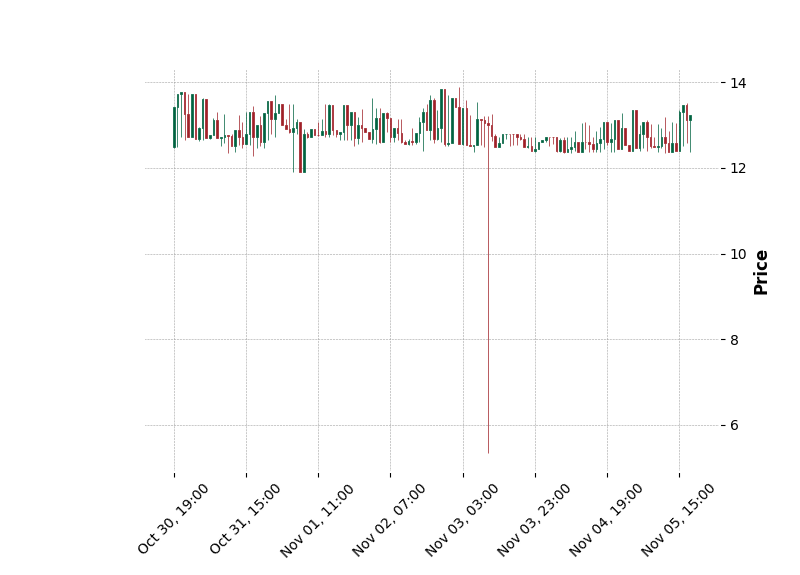 14
12
10
8
6
Price
Oct 30, 19:00
Oct 31, 15:00
Nov 01, 11:00
Nov 02, 07:00
Nov 03, 03:00
Nov 03, 23:00
Nov 04, 19:00
Nov 05, 15:00